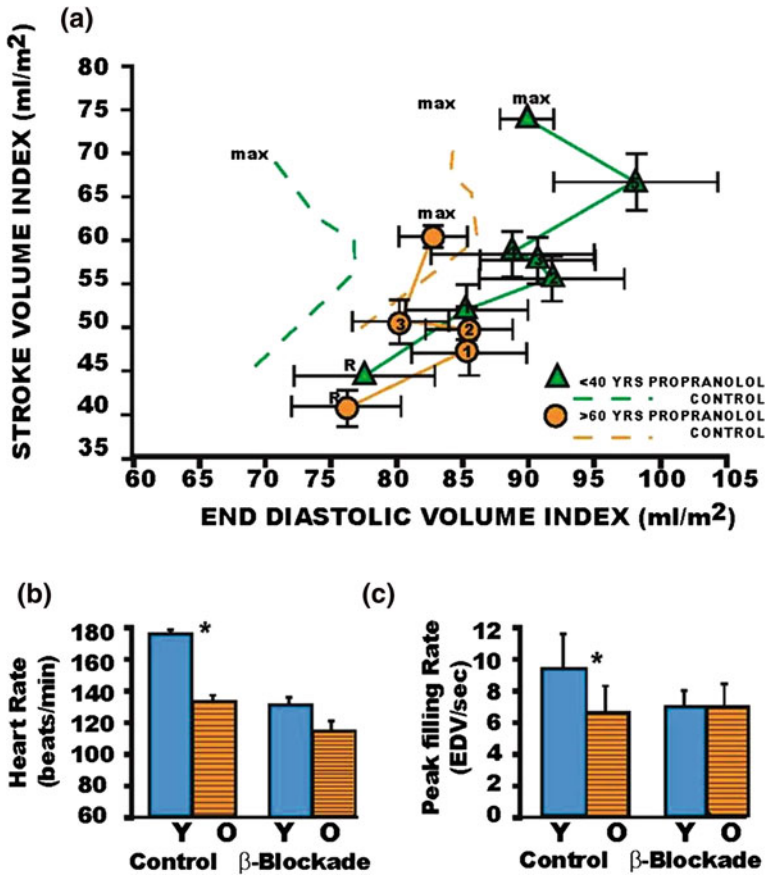 (a)
STROKE VOLUME INDEX (ml/m²)
80
75
70
65
60
55
50
45
40
35
max
max
max
max
R
R
3
2
1
<40 YRS PROPRANOLOL
CONTROL
>60 YRS PROPRANOLOL
CONTROL
60 65 70 75 80 85 90 95 100 105
END DIASTOLIC VOLUME INDEX (ml/m²)
(b)
Heart Rate
(beats/min)
180
160
140
120
100
80
60
*
Y O Y O
Control β-Blockade
(c)
Peak filling Rate
(EDV/sec)
12
10
8
6
4
2
0
*
Y O Y O
Control β-Blockade